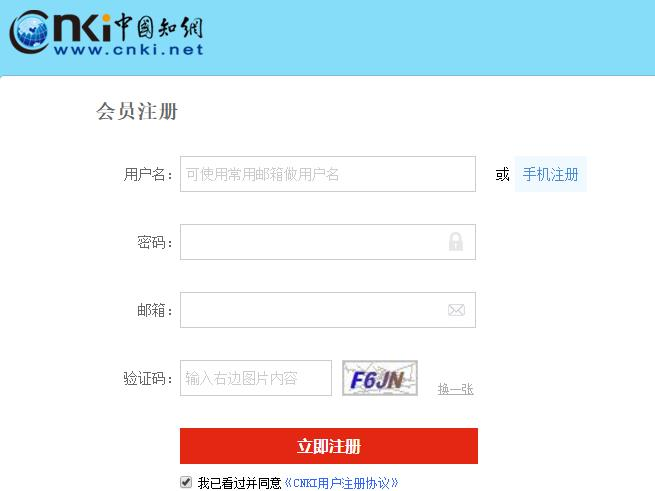 Cnki中國知網
www.cnki.net
会员注册
用户名： 可使用常用邮箱做用户名 或 手机注册
密码：
邮箱：
验证码： 输入右边图片内容 F6JN 换一张
立即注册
我已看过并同意《CNKI用户注册协议》